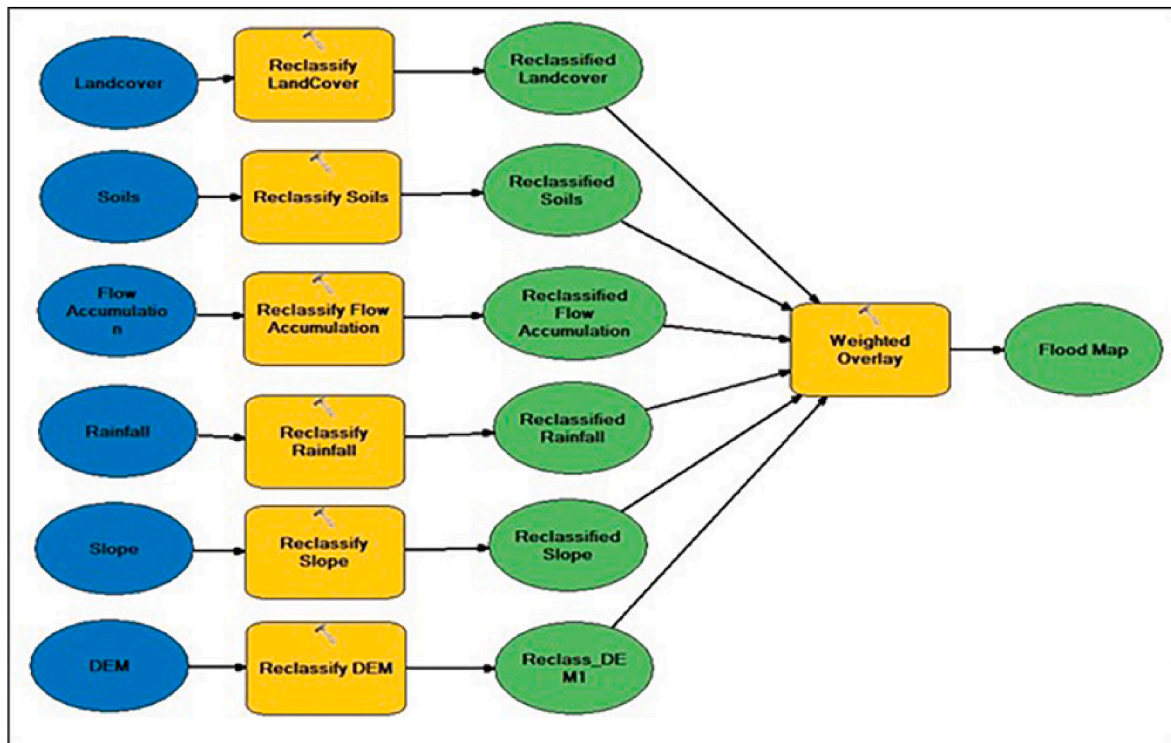 Landcover
Reclassify
LandCover
Reclassified
Landcover
Soils
Reclassify Soils
Reclassified
Soils
Flow
Accumulatio
n
Reclassify Flow
Accumulation
Reclassified
Flow
Accumulation
Weighted
Overlay
Flood Map
Rainfall
Reclassify
Rainfall
Reclassified
Rainfall
Slope
Reclassify
Slope
Reclassified
Slope
DEM
Reclassify DEM
Reclass_DE
M1